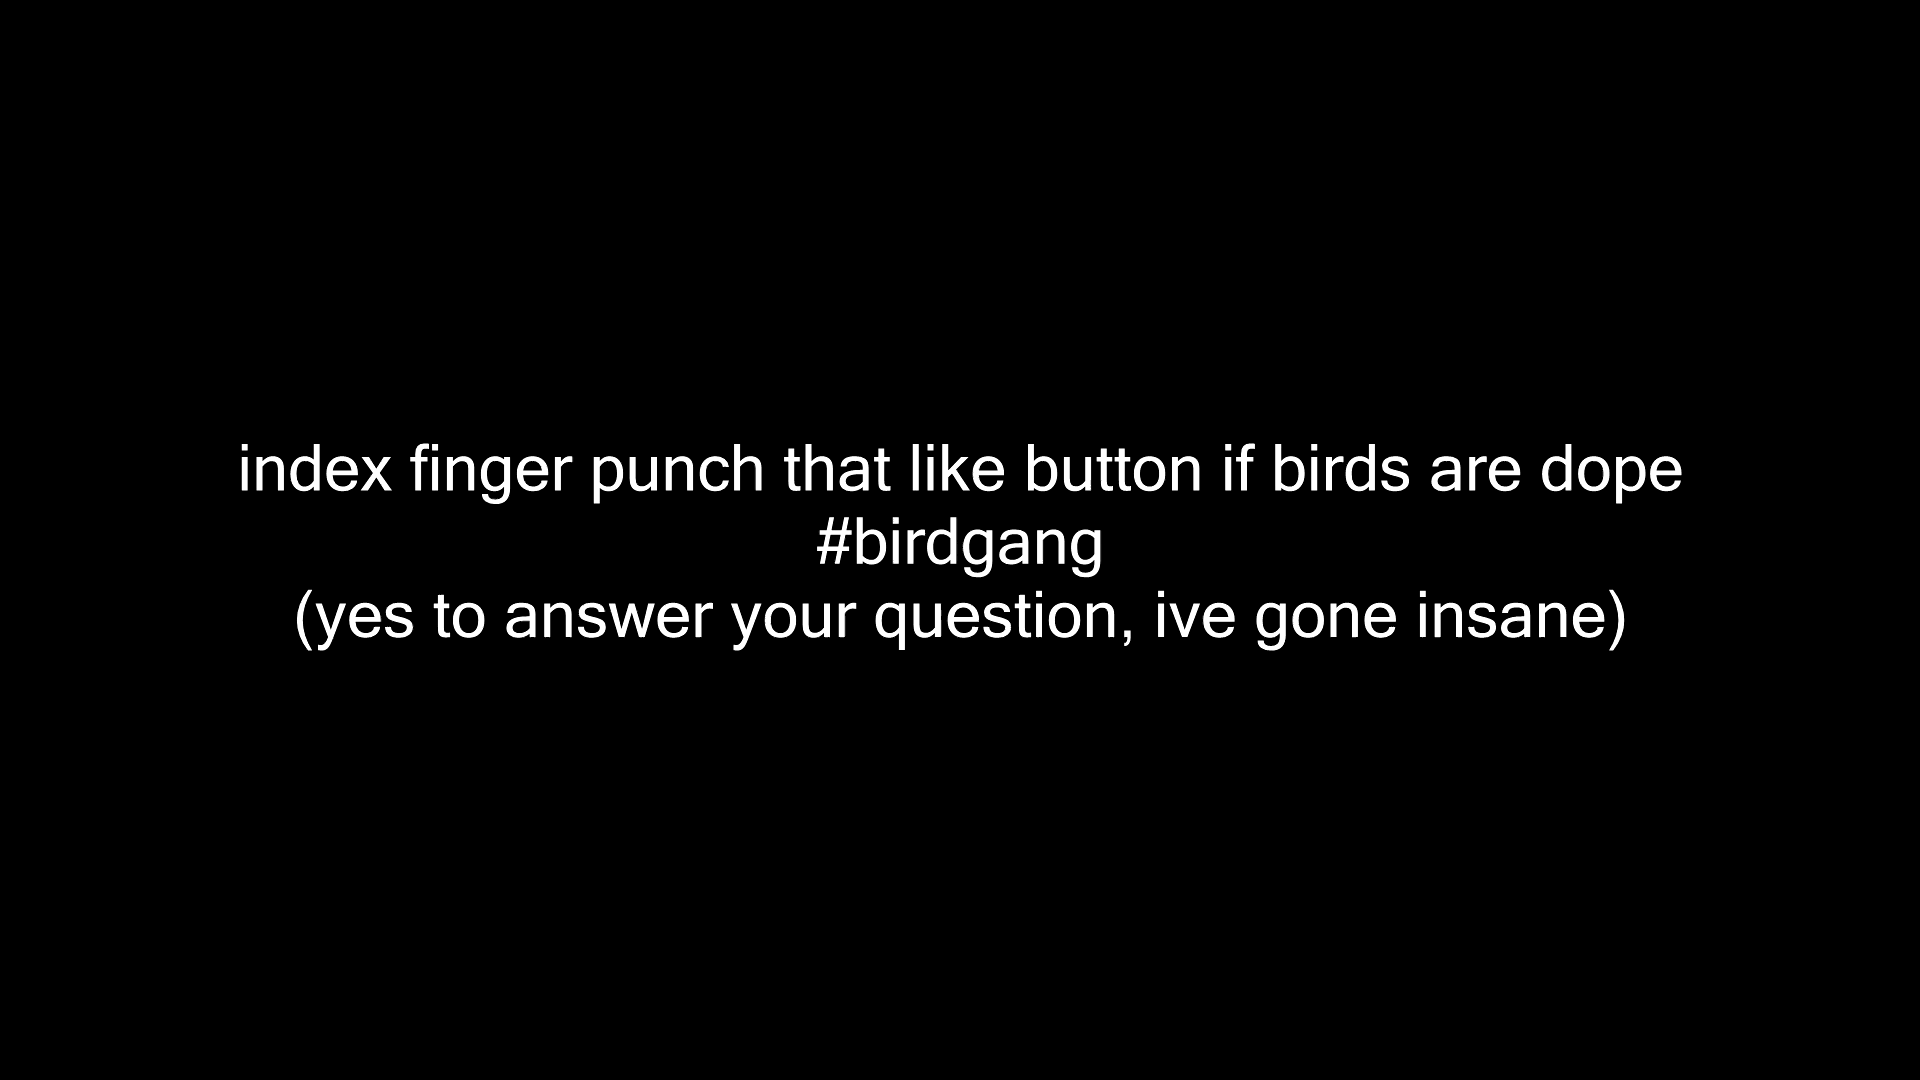 index finger punch that like button if birds are dope
#birdgang
(yes to answer your question, ive gone insane)